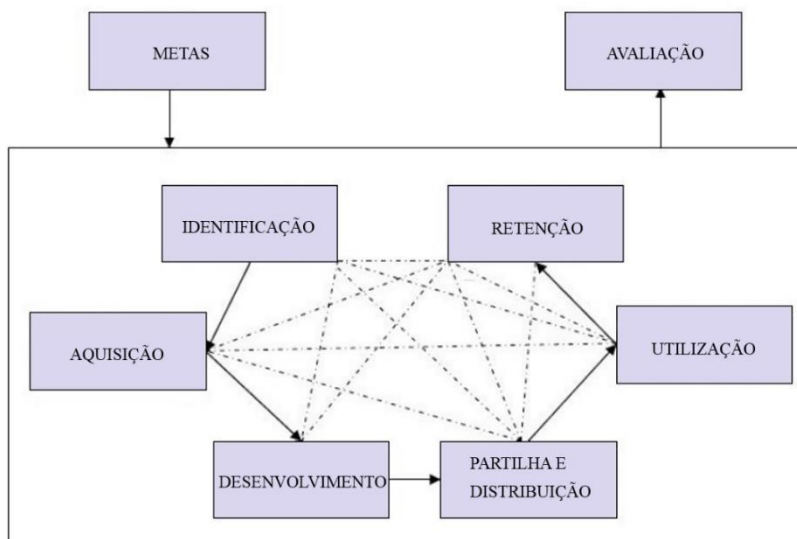 METAS
AVALIAÇÃO
IDENTIFICAÇÃO
RETENÇÃO
AQUISIÇÃO
UTILIZAÇÃO
DESENVOLVIMENTO
PARTILHA E
DISTRIBUIÇÃO